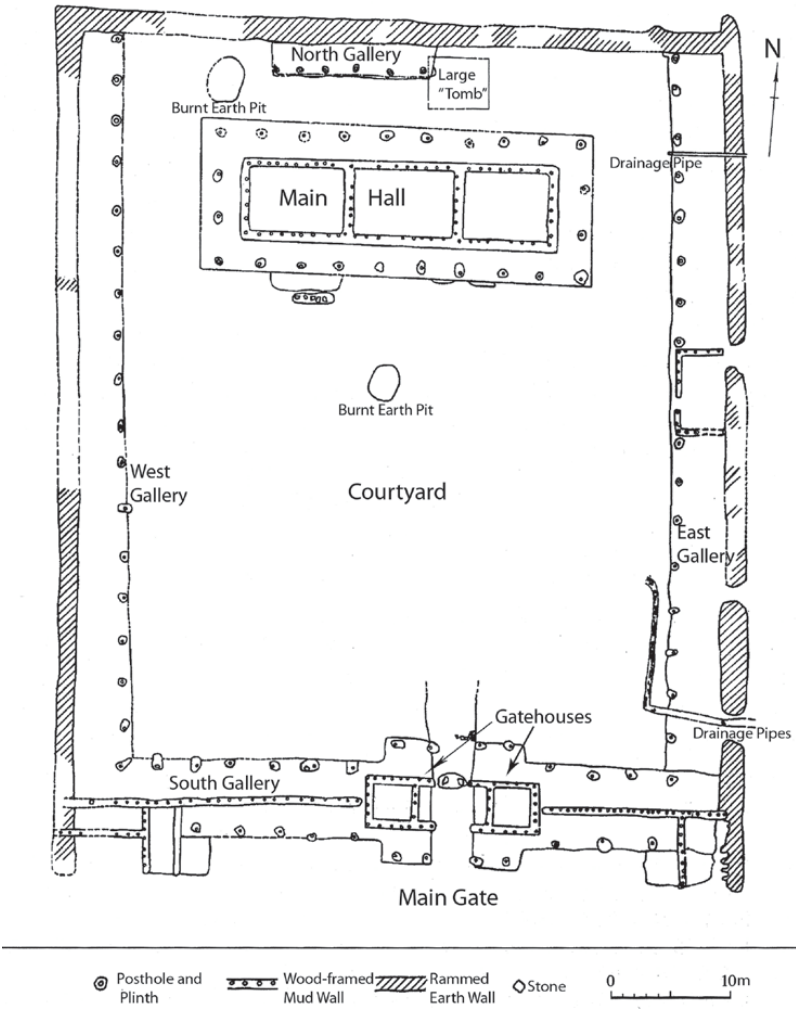 North Gallery
N
Large
"Tomb"
Burnt Earth Pit
Drainage Pipe
Main Hall
Burnt Earth Pit
West
Gallery
Courtyard
East
Gallery
Gatehouses
Drainage Pipes
South Gallery
Main Gate
Posthole and
Plinth
Wood-framed
Mud Wall
Rammed
Earth Wall
Stone
0 10m